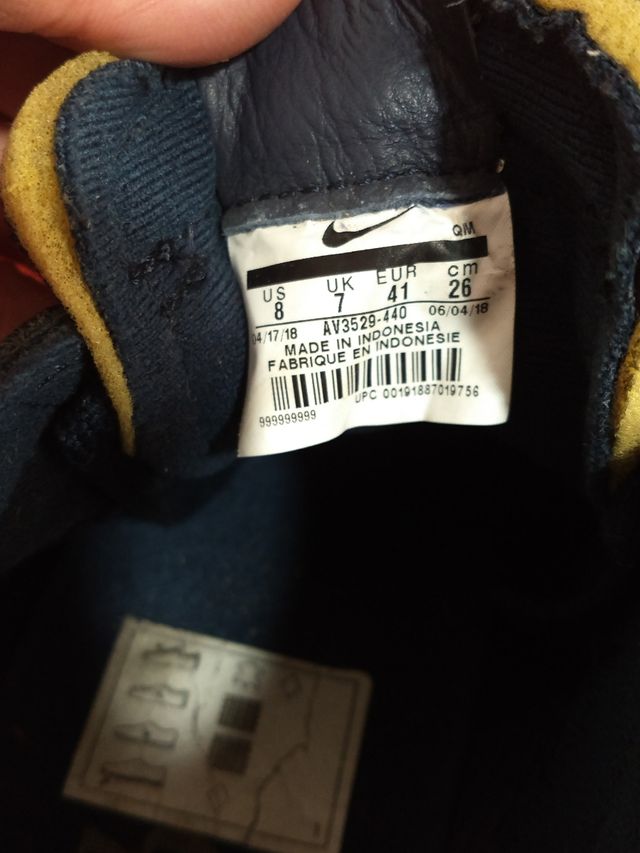 QM
US UK EUR cm
8 7 41 26
04/17/18 AV3529-440 06/04/18
MADE IN INDONESIA
FABRIQUE EN INDONESIE
999999999 UPC 00191887019756